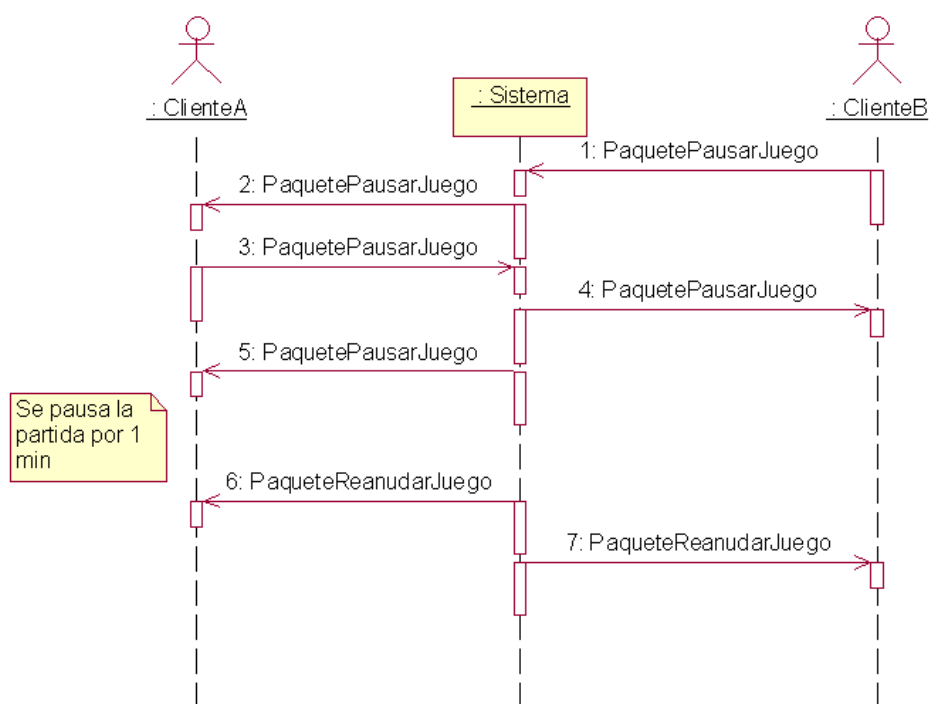 : ClienteA
: Sistema
: ClienteB
1: PaquetePausarJuego
2: PaquetePausarJuego
3: PaquetePausarJuego
4: PaquetePausarJuego
5: PaquetePausarJuego
Se pausa la
partida por 1
min
6: PaqueteReanudarJuego
7: PaqueteReanudarJuego